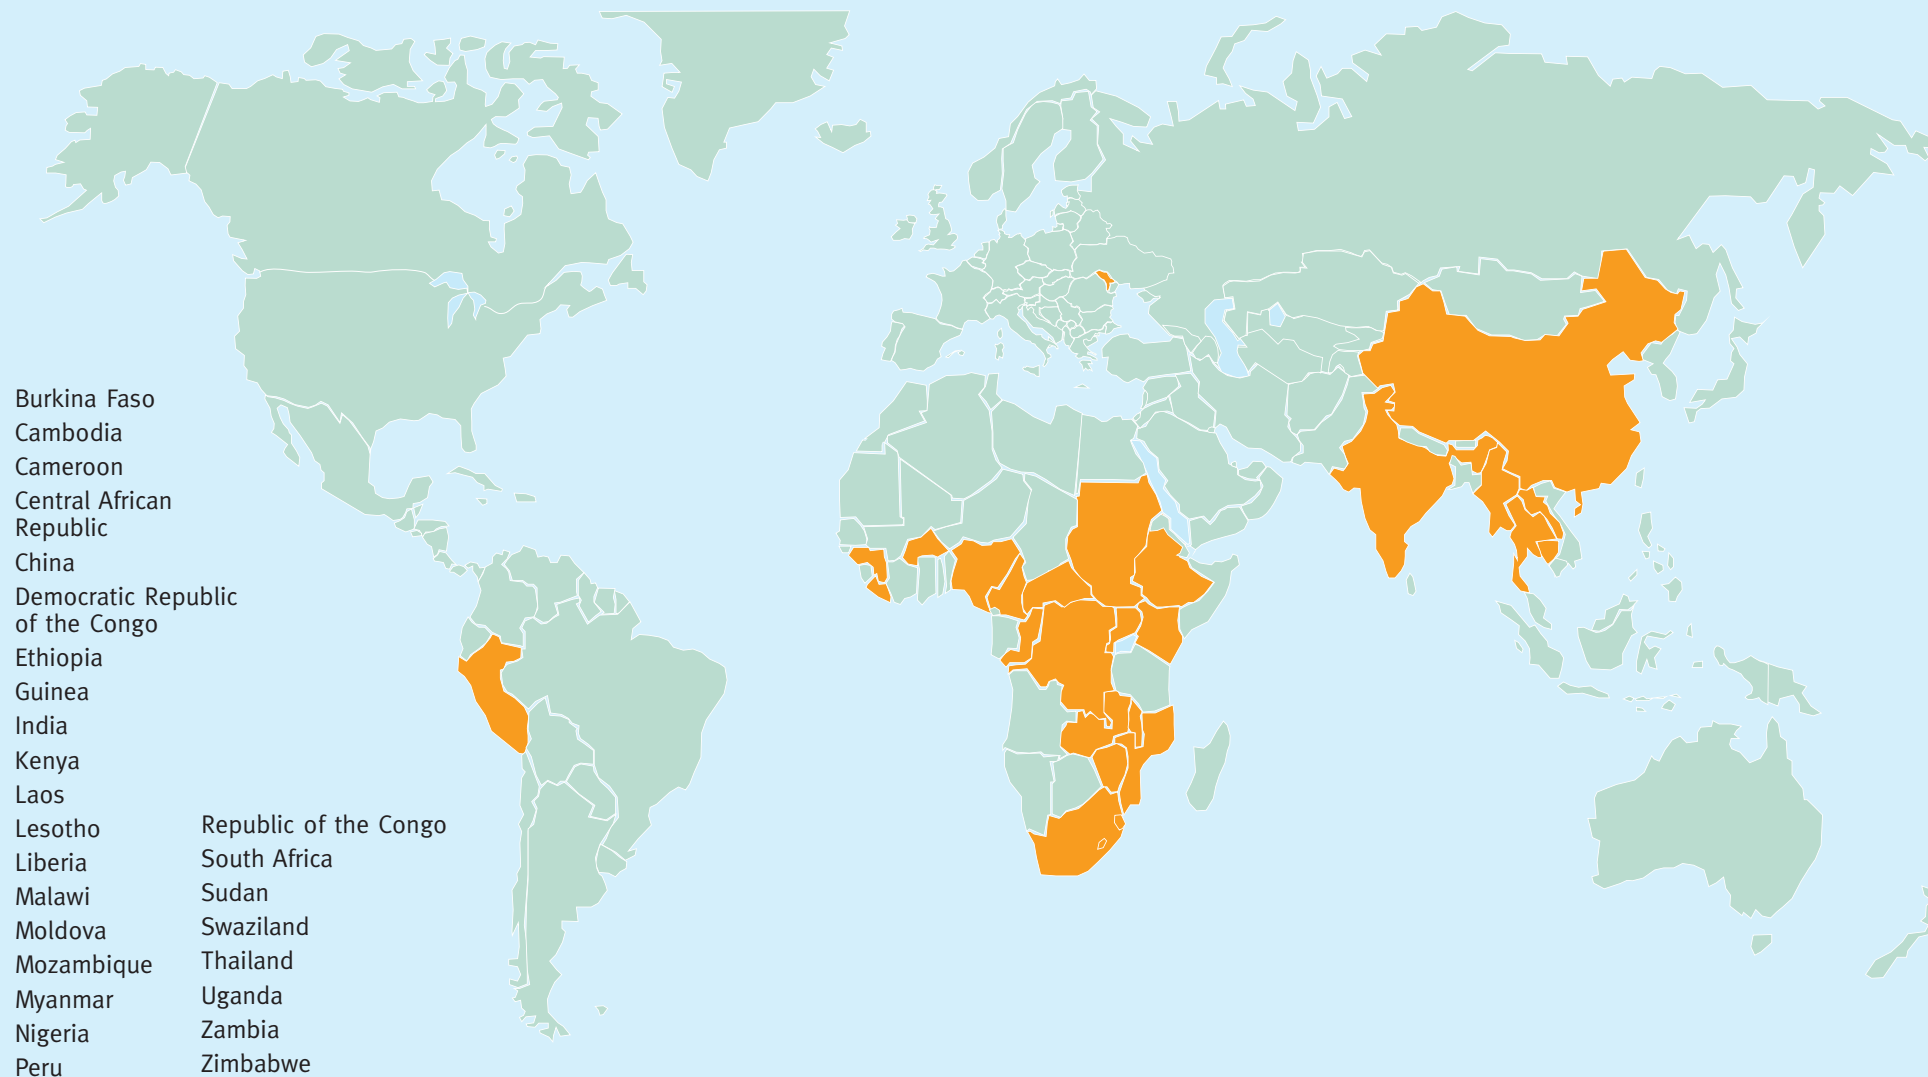 Burkina Faso
Cambodia
Cameroon
Central African
Republic
China
Democratic Republic
of the Congo
Ethiopia
Guinea
India
Kenya
Laos
Lesotho
Liberia
Malawi
Moldova
Mozambique
Myanmar
Nigeria
Peru
Republic of the Congo
South Africa
Sudan
Swaziland
Thailand
Uganda
Zambia
Zimbabwe